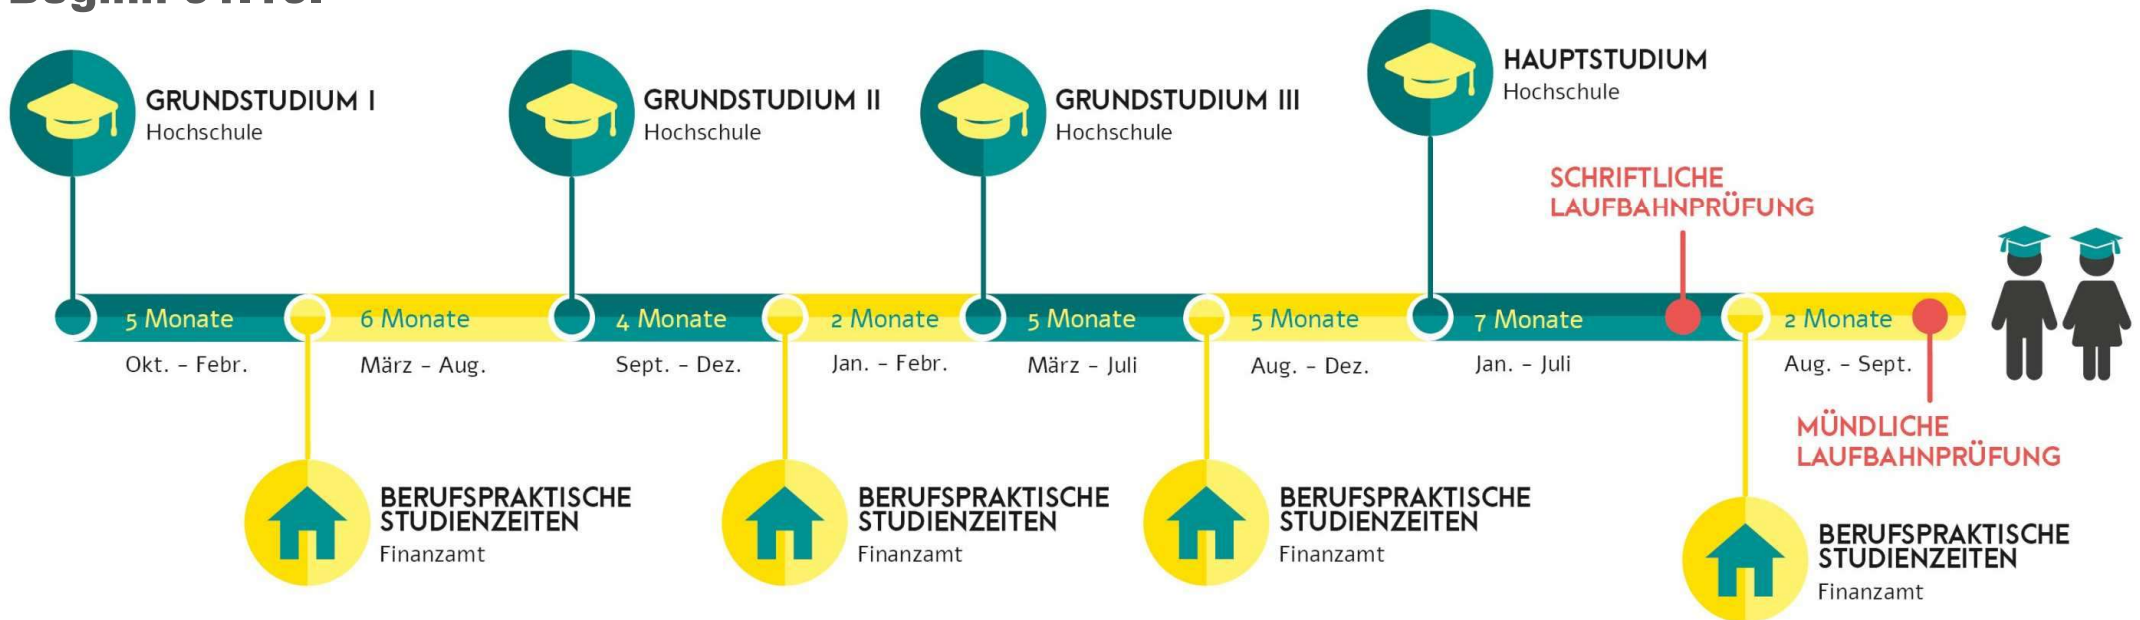 GRUNDSTUDIUM I
Hochschule
GRUNDSTUDIUM II
Hochschule
GRUNDSTUDIUM III
Hochschule
HAUPTSTUDIUM
Hochschule
SCHRIFTLICHE
LAUFBAHNPRÜFUNG
5 Monate
6 Monate
4 Monate
2 Monate
5 Monate
5 Monate
7 Monate
2 Monate
Okt. – Febr.
März – Aug.
Sept. – Dez.
Jan. – Febr.
März – Juli
Aug. – Dez.
Jan. – Juli
Aug. – Sept.
MÜNDLICHE
LAUFBAHNPRÜFUNG
BERUFSPRAKTISCHE
STUDIENZEITEN
Finanzamt
BERUFSPRAKTISCHE
STUDIENZEITEN
Finanzamt
BERUFSPRAKTISCHE
STUDIENZEITEN
Finanzamt
BERUFSPRAKTISCHE
STUDIENZEITEN
Finanzamt